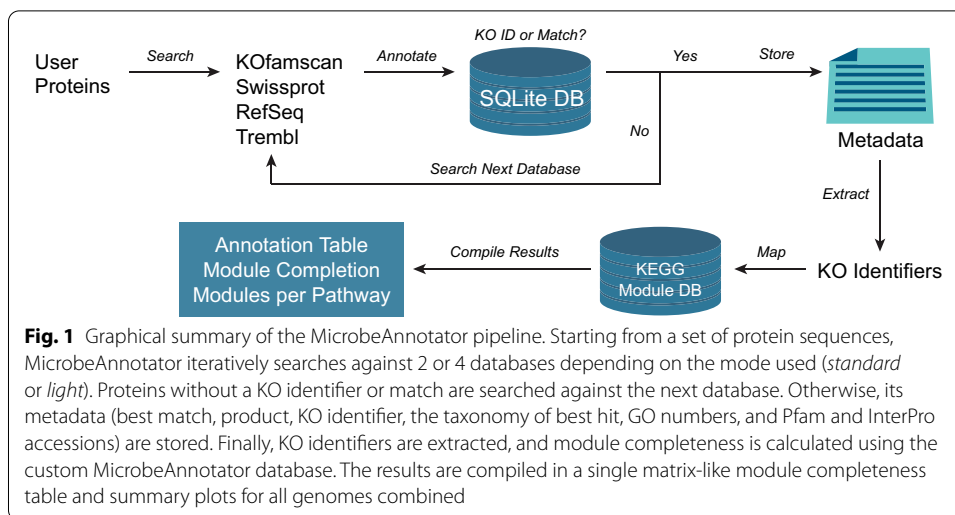 KO ID or Match?
User
Proteins
Search
KOfamscan
Swissprot
RefSeq
Trembl
Annotate
SQLite DB
Yes
Store
No
Search Next Database
Metadata
Extract
KO Identifiers
Map
KEGG
Module DB
Compile Results
Annotation Table
Module Completion
Modules per Pathway
Fig. 1 Graphical summary of the MicrobeAnnotator pipeline. Starting from a set of protein sequences,
MicrobeAnnotator iteratively searches against 2 or 4 databases depending on the mode used (standard
or light). Proteins without a KO identifier or match are searched against the next database. Otherwise, its
metadata (best match, product, KO identifier, the taxonomy of best hit, GO numbers, and Pfam and InterPro
accessions) are stored. Finally, KO identifiers are extracted, and module completeness is calculated using the
custom MicrobeAnnotator database. The results are compiled in a single matrix-like module completeness
table and summary plots for all genomes combined